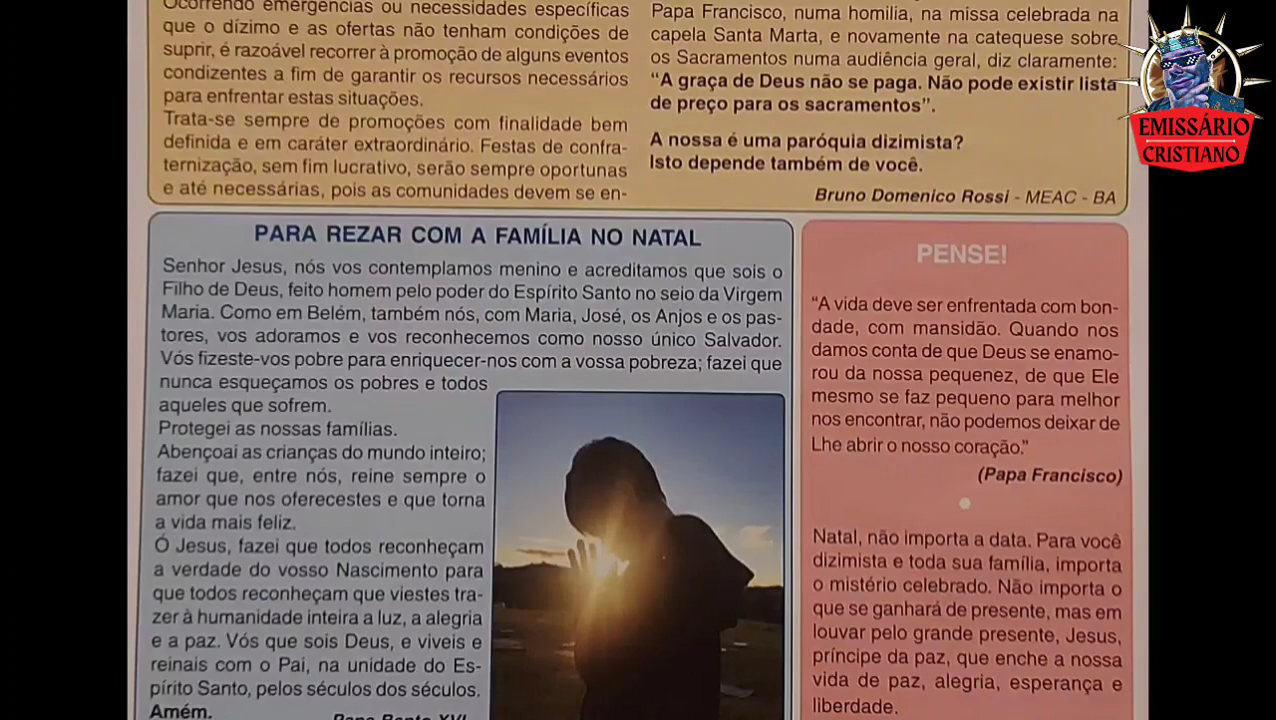 Ocorrendo emergências ou necessidades específicas
que o dízimo e as ofertas não tenham condições de
suprir, é razoável recorrer à promoção de alguns eventos
condizentes a fim de garantir os recursos necessários
para enfrentar estas situações.
Trata-se sempre de promoções com finalidade bem
definida e em caráter extraordinário. Festas de confra-
ternização, sem fim lucrativo, serão sempre oportunas
e até necessárias, pois as comunidades devem se en-
Papa Francisco, numa homilia, na missa celebrada na
capela Santa Marta, e novamente na catequese sobre
os Sacramentos numa audiência geral, diz claramente:
“A graça de Deus não se paga. Não pode existir lista
de preço para os sacramentos”.
A nossa é uma paróquia dizimista?
Isto depende também de você.
Bruno Domenico Rossi - MEAC - BA
EMISSÁRIO
CRISTIANO
PARA REZAR COM A FAMÍLIA NO NATAL
Senhor Jesus, nós vos contemplamos menino e acreditamos que sois o
Filho de Deus, feito homem pelo poder do Espírito Santo no seio da Virgem
Maria. Como em Belém, também nós, com Maria, José, os Anjos e os pas-
tores, vos adoramos e vos reconhecemos como nosso único Salvador.
Vós fizeste-vos pobre para enriquecer-nos com a vossa pobreza; fazei que
nunca esqueçamos os pobres e todos
aqueles que sofrem.
Protegei as nossas famílias.
Abençoai as crianças do mundo inteiro;
fazei que, entre nós, reine sempre o
amor que nos oferecestes e que torna
a vida mais feliz.
Ó Jesus, fazei que todos reconheçam
a verdade do vosso Nascimento para
que todos reconheçam que viestes tra-
zer à humanidade inteira a luz, a alegria
e a paz. Vós que sois Deus, e viveis e
reinais com o Pai, na unidade do Es-
pírito Santo, pelos séculos dos séculos.
Amém.
Papa Bento XVI
PENSE!
“A vida deve ser enfrentada com bon-
dade, com mansidão. Quando nos
damos conta de que Deus se enamo-
rou da nossa pequenez, de que Ele
mesmo se faz pequeno para melhor
nos encontrar, não podemos deixar de
Lhe abrir o nosso coração.”
(Papa Francisco)
Natal, não importa a data. Para você
dizimista e toda sua família, importa
o mistério celebrado. Não importa o
que se ganhará de presente, mas em
louvar pelo grande presente, Jesus,
príncipe da paz, que enche a nossa
vida de paz, alegria, esperança e
liberdade.